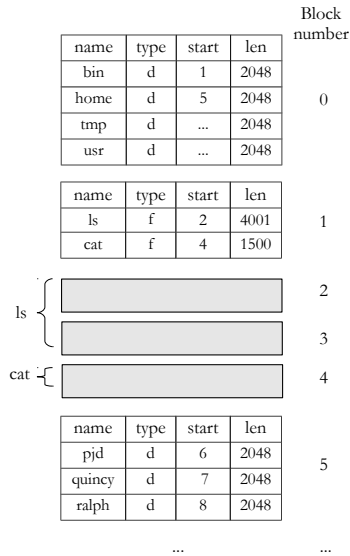 Block
number
name type start len
bin d 1 2048
home d 5 2048
0
tmp d ... 2048
usr d ... 2048
name type start len
ls f 2 4001
1
cat f 4 1500
2
ls
3
cat
4
name type start len
pjd d 6 2048
5
quincy d 7 2048
ralph d 8 2048
... ...